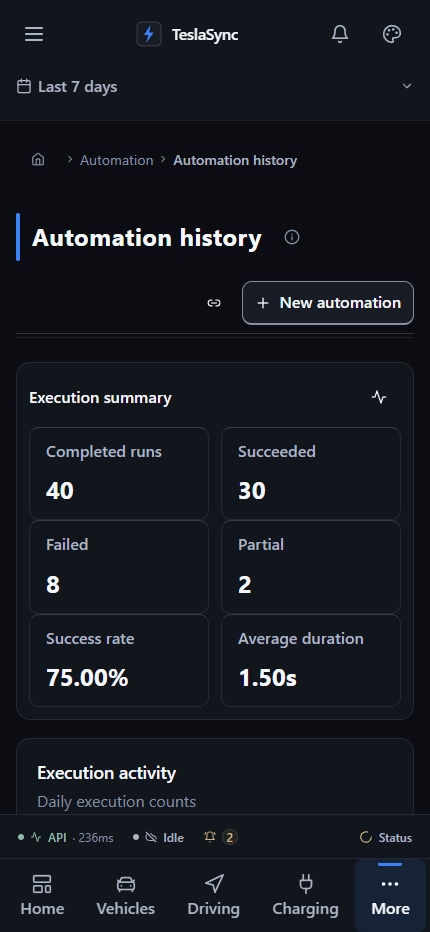 TeslaSync
Last 7 days
Automation Automation history
Automation history
New automation
Execution summary
Completed runs Succeeded
40 30
Failed Partial
8 2
Success rate Average duration
75.00% 1.50s
Execution activity
Daily execution counts
API · 236ms Idle 2 Status
Home Vehicles Driving Charging More